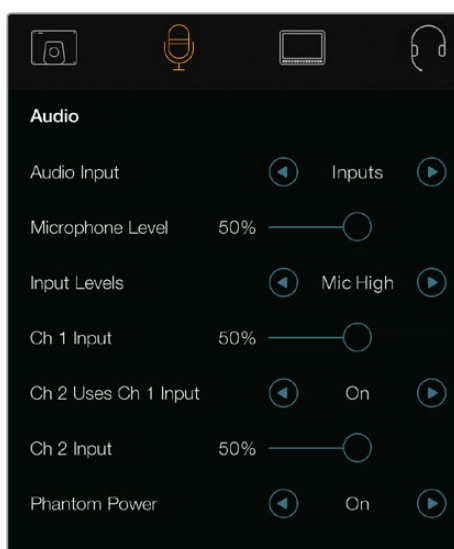 Audio
Audio Input Inputs
Microphone Level 50%
Input Levels Mic High
Ch 1 Input 50%
Ch 2 Uses Ch 1 Input On
Ch 2 Input 50%
Phantom Power On